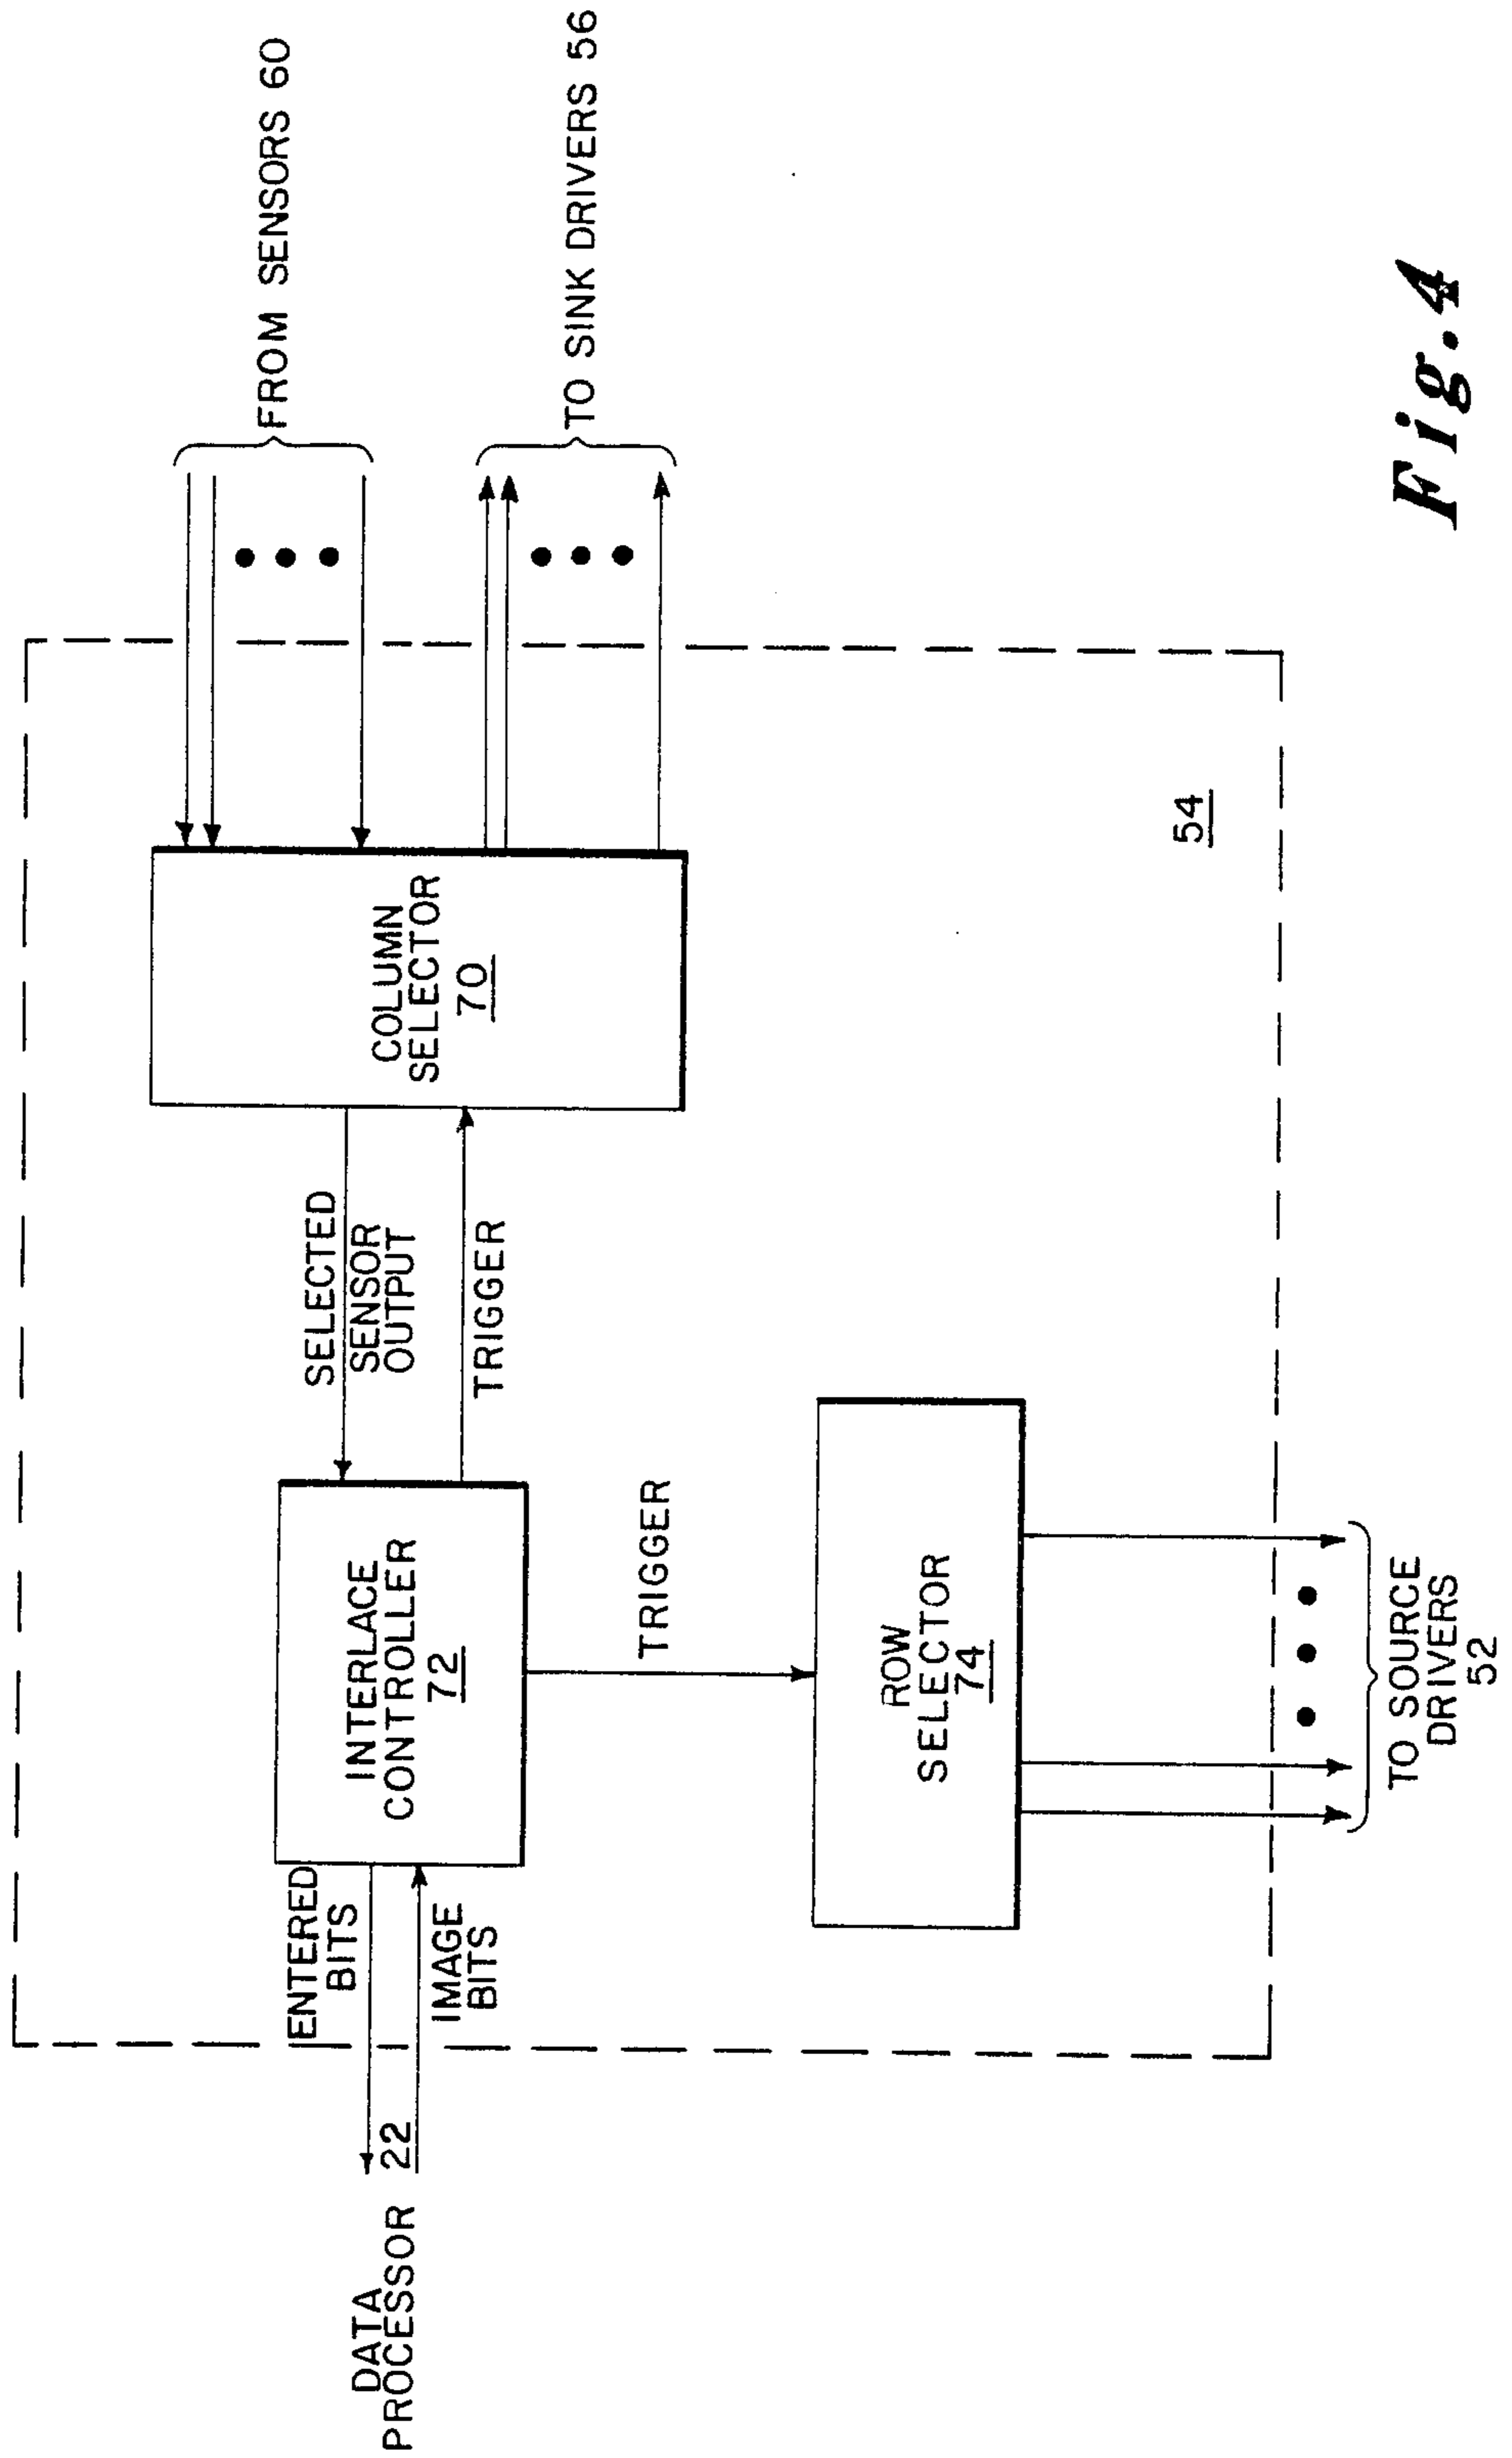 FROM SENSORS 60
TO SINK DRIVERS 56
COLUMN
SELECTOR
70
SELECTED
SENSOR
OUTPUT
TRIGGER
INTERLACE
CONTROLLER
72
ENTERED
BITS
IMAGE
BITS
DATA
PROCESSOR 22
TRIGGER
ROW
SELECTOR
74
54
TO SOURCE
DRIVERS
52
Fig. 4